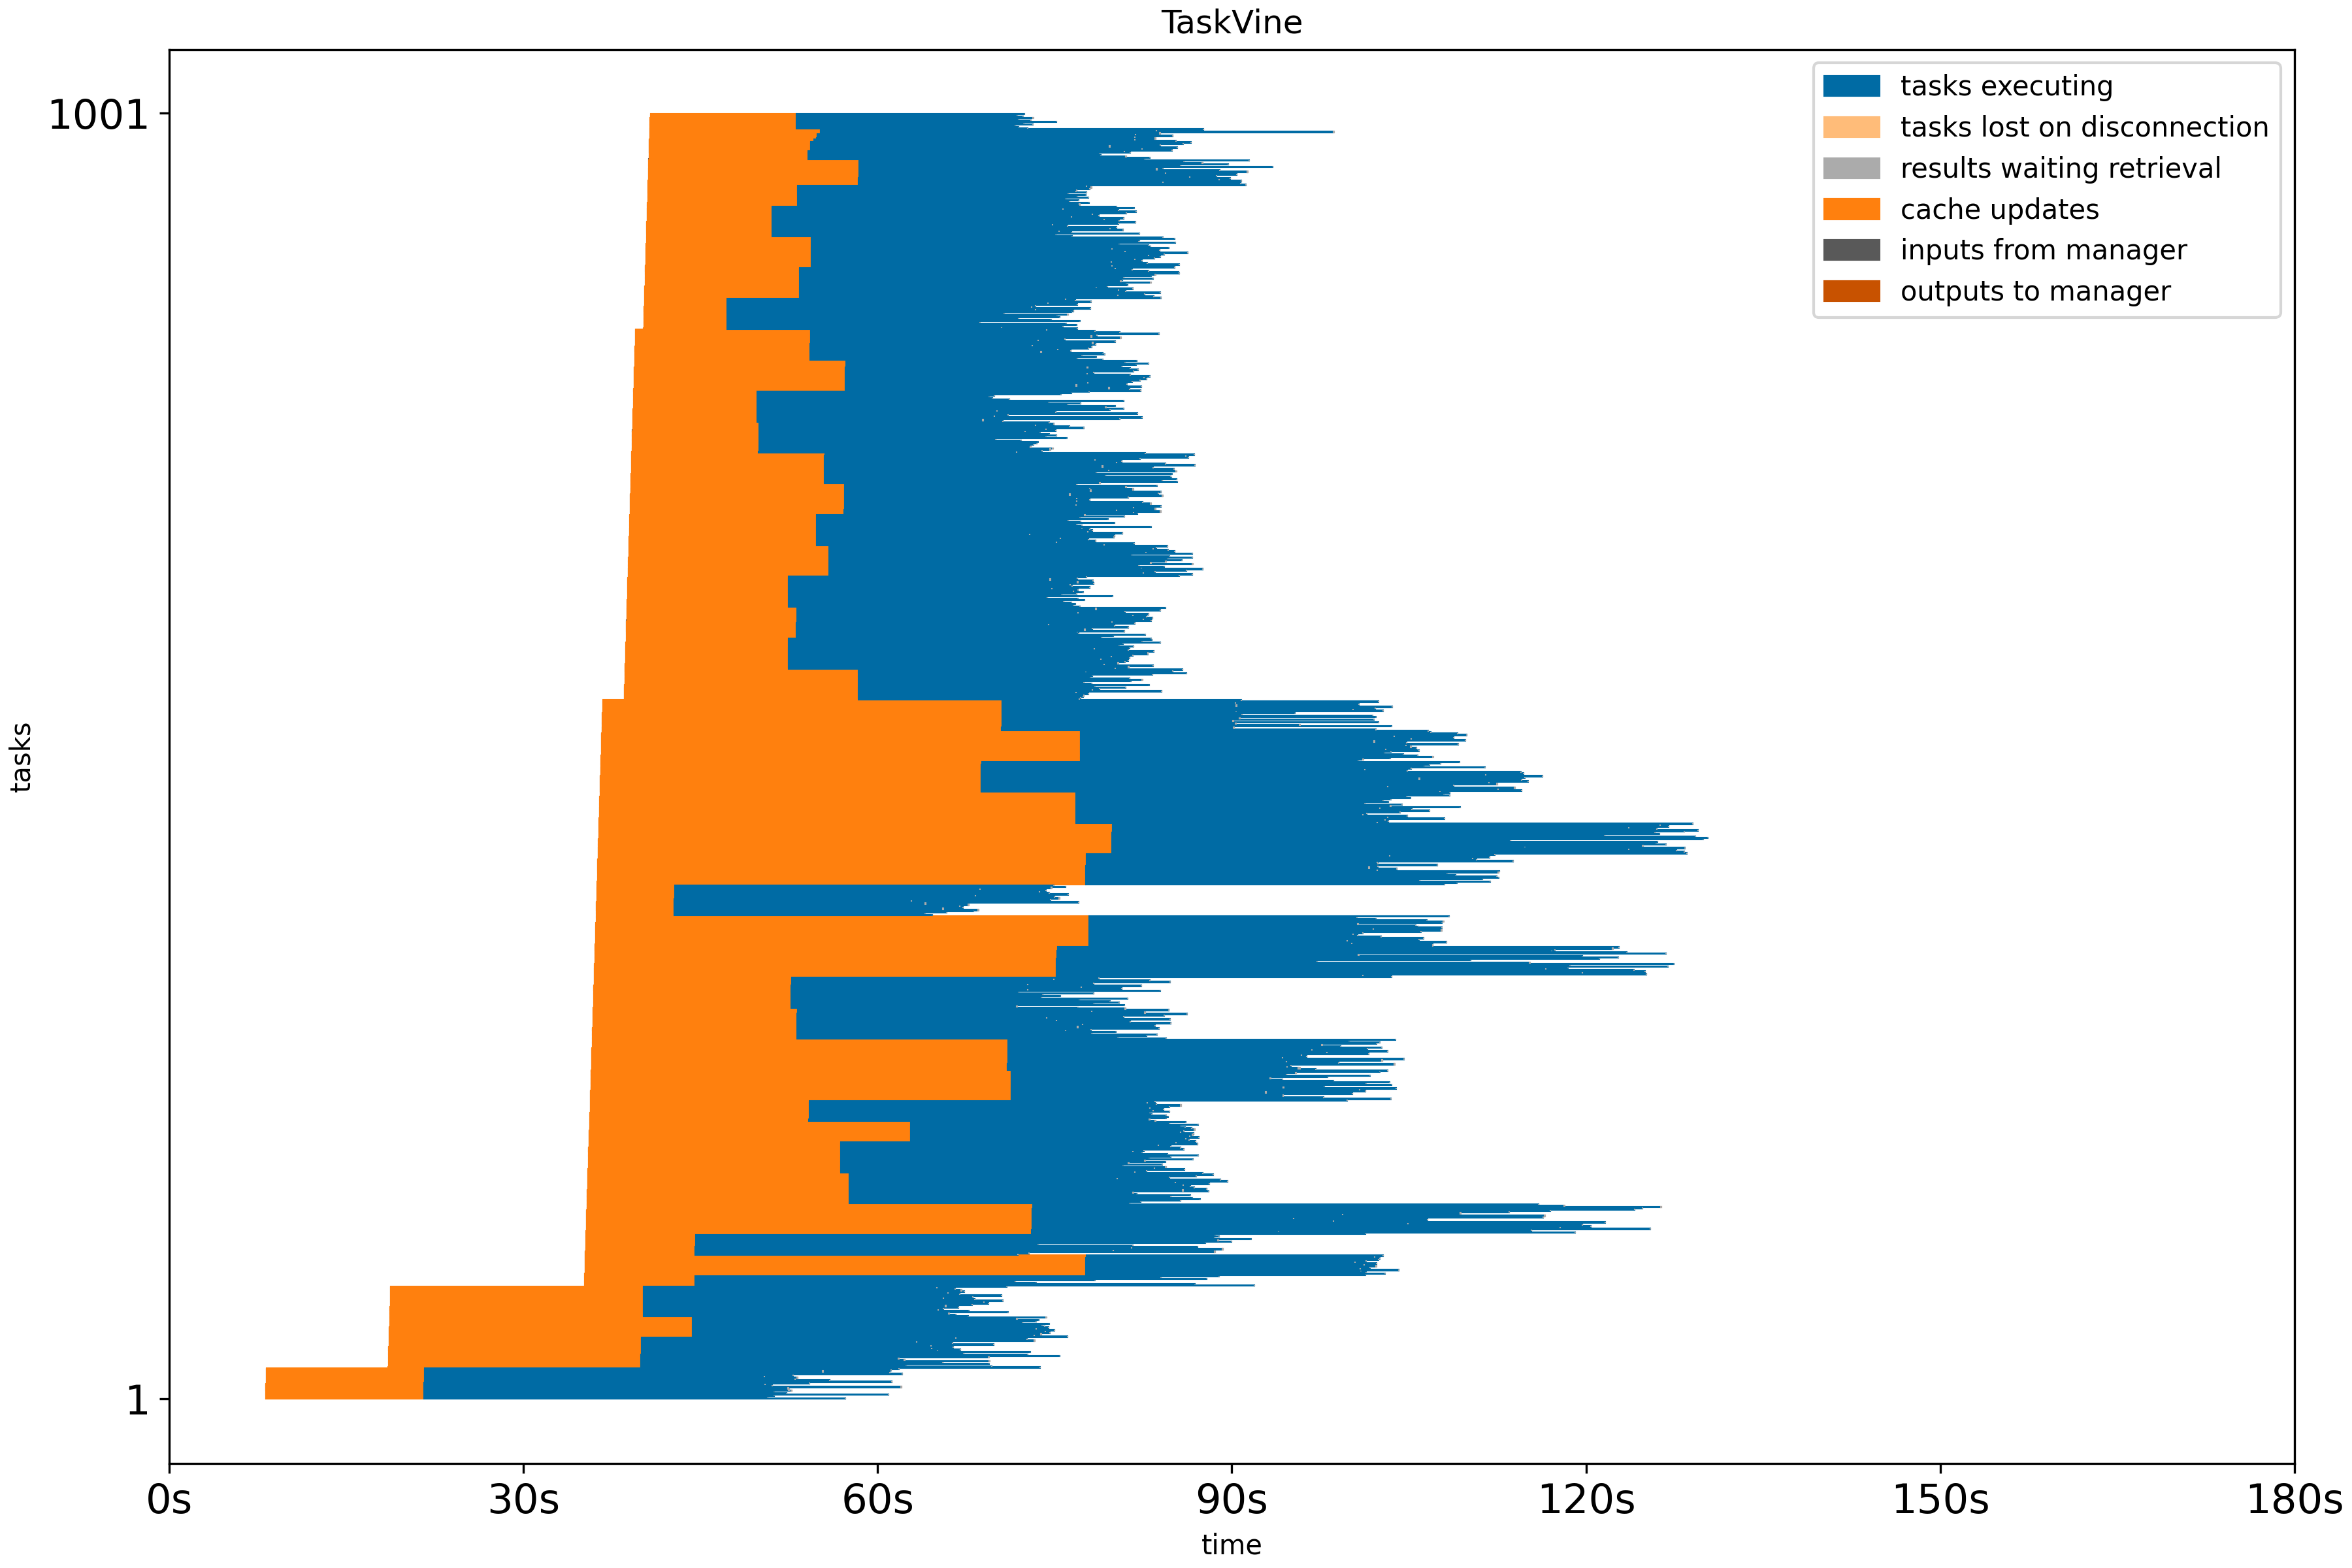 TaskVine
1001
tasks executing
tasks lost on disconnection
results waiting retrieval
cache updates
inputs from manager
outputs to manager
tasks
1
0s 30s 60s 90s 120s 150s 180s
time